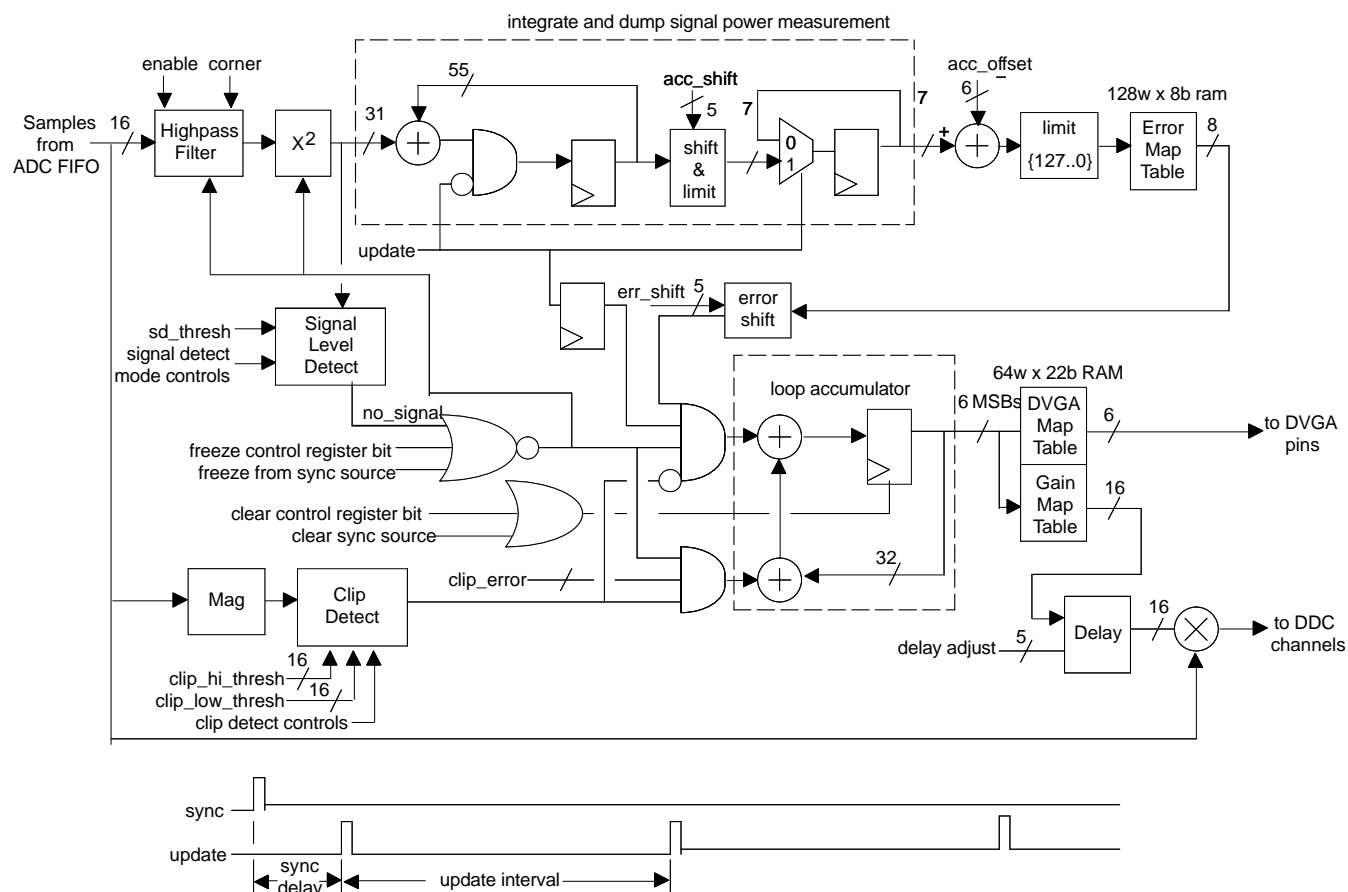 integrate and dump signal power measurement
enable corner
55
acc_shift
acc_offset
–
6
128w x 8b ram
Samples
from
ADC FIFO
16
Highpass
Filter
X2
31
+
5
shift
&
limit
7
0
1
7
+
+
limit
{127..0}
Error
Map
Table
8
update
err_shift
5
error
shift
sd_thresh
signal detect
mode controls
Signal
Level
Detect
loop accumulator
64w x 22b RAM
6 MSBs
DVGA
Map
Table
6
to DVGA
pins
no_signal
freeze control register bit
freeze from sync source
+
Gain
Map
Table
16
clear control register bit
clear sync source
clip_error
+
32
Mag
Clip
Detect
delay adjust
5
Delay
16
to DDC
channels
clip_hi_thresh
16
clip_low_thresh
16
clip detect controls
sync
update
sync
delay
update interval